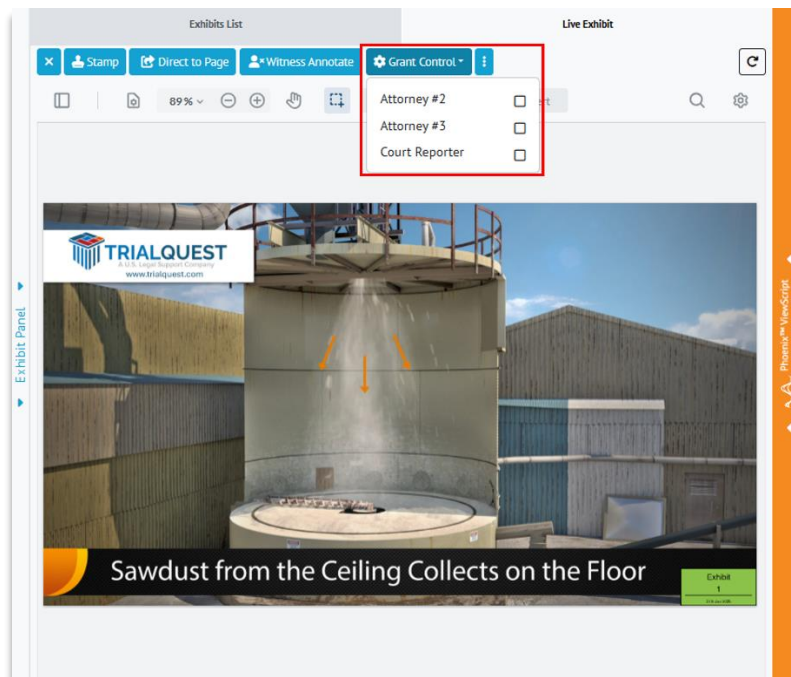 Exhibits List
Live Exhibit
Stamp
Direct to Page
Witness Annotate
Grant Control
89%
Attorney #2
Attorney #3
Court Reporter
Exhibit Panel
TRIALQUEST
A U.S. Legal Support Company
www.trialquest.com
Phoenix™ ViewScript
Sawdust from the Ceiling Collects on the Floor
Exhibit
1